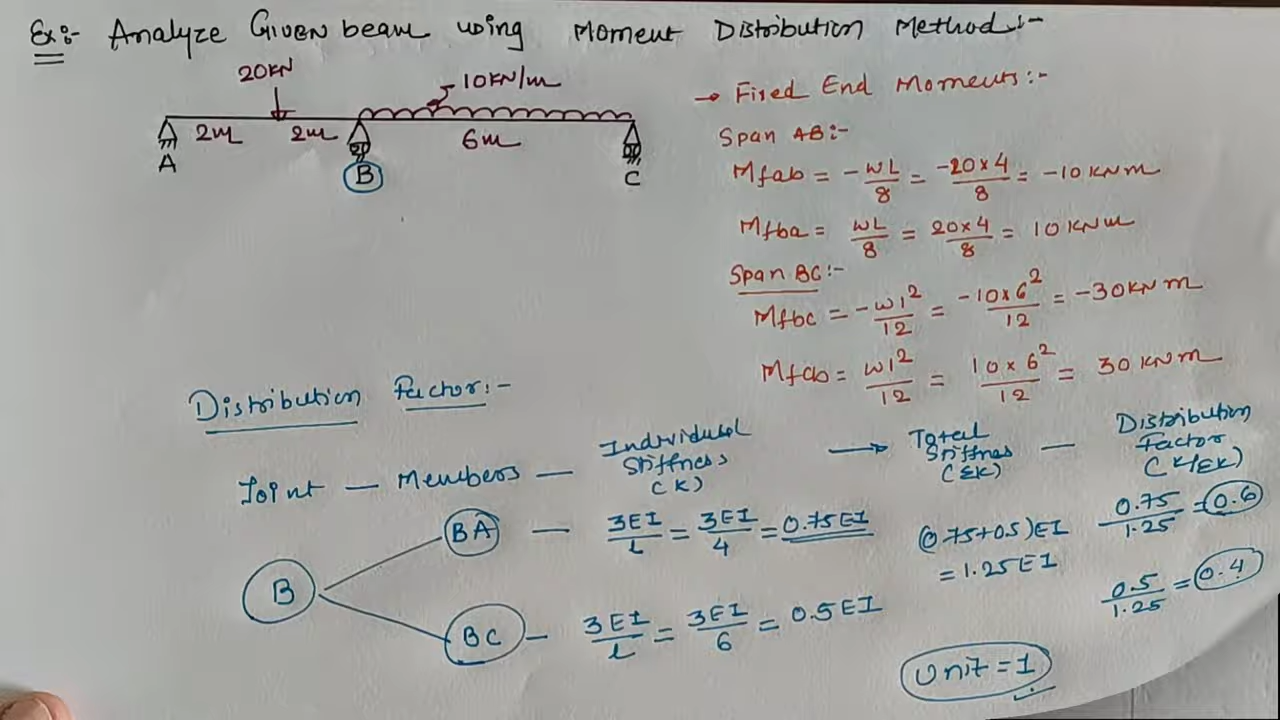 Ex:- Analyze Given beam using Moment Distribution Method:-
20KN
10KN/m
2m 2m 6m
A B C
→ Fixed End Moments:-
Span AB:-
Mfab = -WL/8 = -20×4/8 = -10 KNm
Mfba = WL/8 = 20×4/8 = 10 KNm
Span BC:-
Mfbc = -wl²/12 = -10×6²/12 = -30KNm
Mfcb = wl²/12 = 10×6²/12 = 30 KNm
Distribution Factor:-
Joint — Members — Individual Stiffness (K) → Total Stiffness (ΣK) — Distribution Factor (K/ΣK)
B
BA — 3EI/L = 3EI/4 = 0.75EI
(0.75+0.5)EI
= 1.25EI
0.75/1.25 = 0.6
BC — 3EI/L = 3EI/6 = 0.5EI
0.5/1.25 = 0.4
Unit = 1